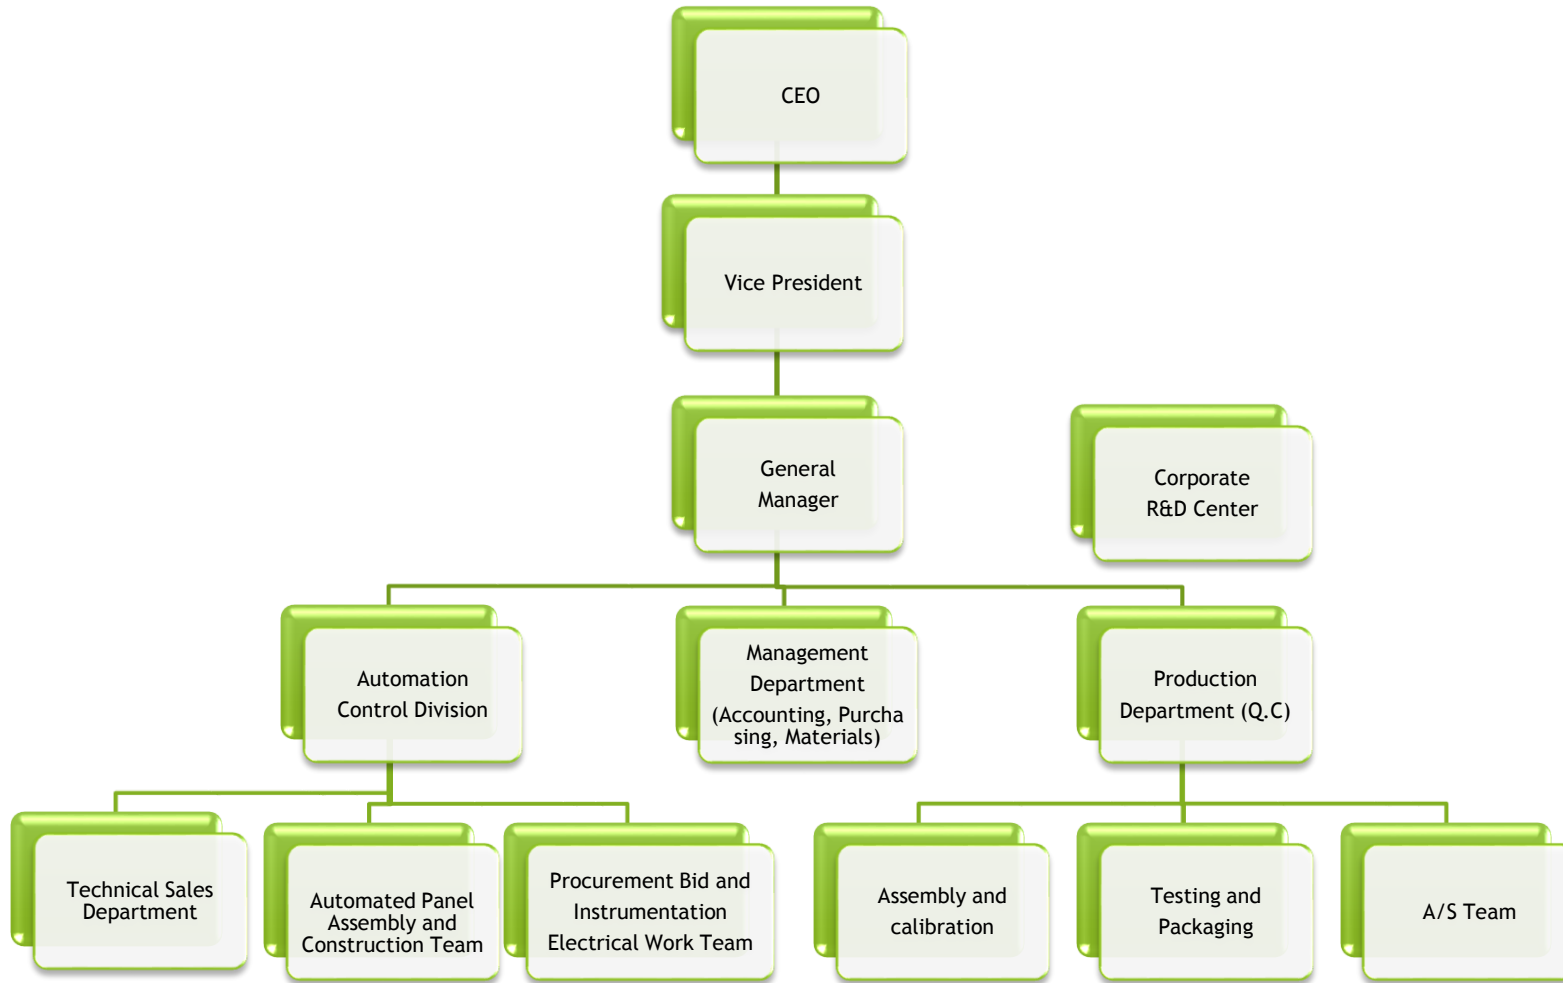 CEO
Vice President
General
Manager
Corporate
R&D Center
Automation
Control Division
Management
Department
(Accounting, Purcha
sing, Materials)
Production
Department (Q.C)
Technical Sales
Department
Automated Panel
Assembly and
Construction Team
Procurement Bid and
Instrumentation
Electrical Work Team
Assembly and
calibration
Testing and
Packaging
A/S Team